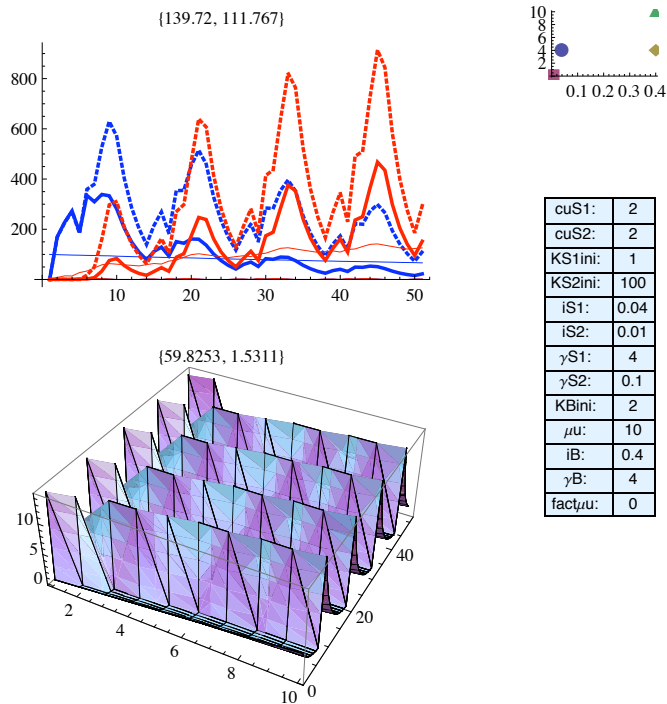 {139.72, 111.767}
800
600
400
200
10 20 30 40 50
10
8
6
4
2
0.1 0.2 0.3 0.4
cuS1: 2
cuS2: 2
KS1ini: 1
KS2ini: 100
iS1: 0.04
iS2: 0.01
γS1: 4
γS2: 0.1
KBini: 2
μu: 10
iB: 0.4
γB: 4
factμu: 0
{59.8253, 1.5311}
10
5
0
2
4
6
8
10
0
20
40